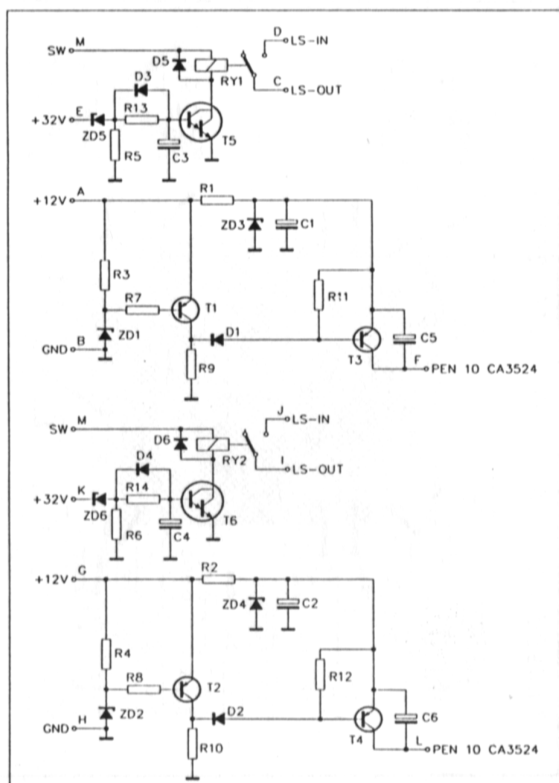 D
LS-IN
M
SW
D5
RY1
C
LS-OUT
D3
E
+32V
R13
ZD5
T5
R5
C3
A
+12V
R1
ZD3
C1
R3
R11
R7
T1
ZD1
D1
C5
B
GND
T3
F
R9
PEN 10 CA3524
J
LS-IN
M
SW
D6
RY2
I
LS-OUT
D4
K
+32V
R14
ZD6
T6
R6
C4
G
+12V
R2
ZD4
C2
R4
R12
R8
T2
ZD2
D2
C6
H
GND
T4
R10
L
PEN 10 CA3524